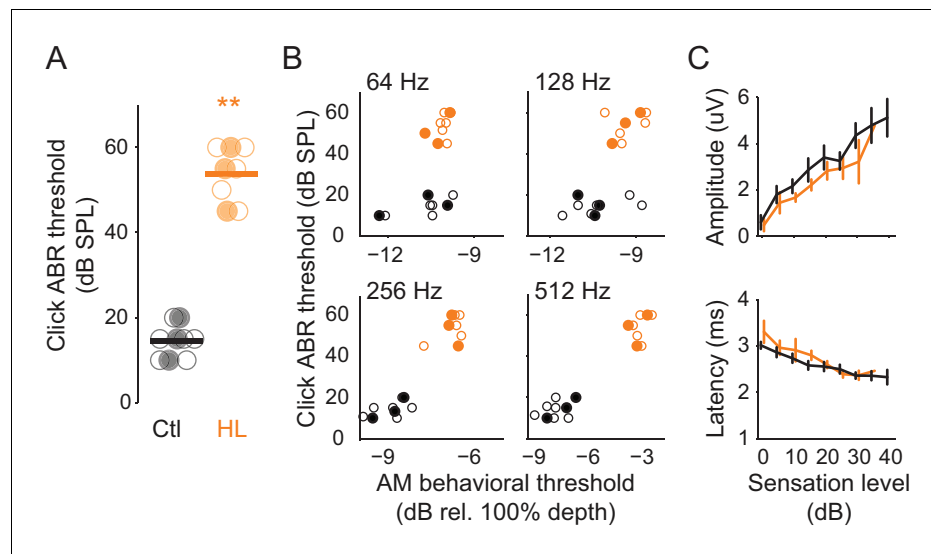 A
**
Click ABR threshold
(dB SPL)
60
40
20
0
Ctl
HL
B
Click ABR threshold (dB SPL)
64 Hz
128 Hz
60
40
20
0
−12
−9
−12
−9
256 Hz
512 Hz
60
40
20
0
−9
−6
−9
−6
−3
AM behavioral threshold
(dB rel. 100% depth)
C
Amplitude (uV)
6
4
2
0
Latency (ms)
4
3
2
1
0
10
20
30
40
Sensation level
(dB)